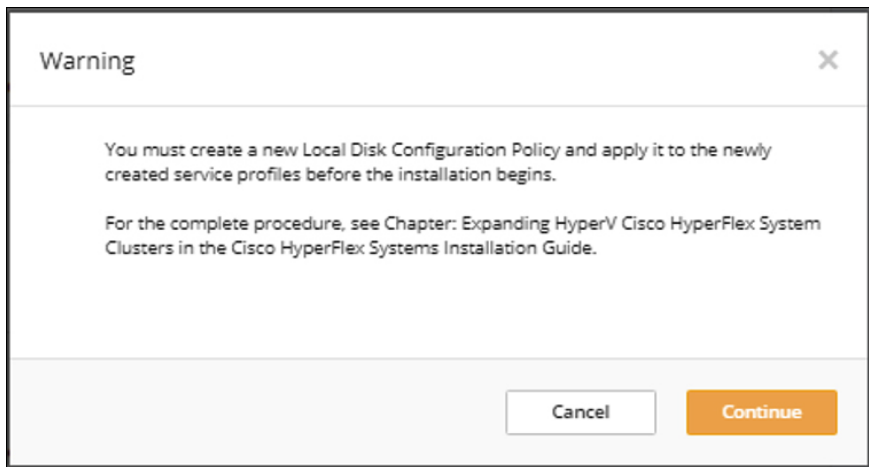 Warning
You must create a new Local Disk Configuration Policy and apply it to the newly
created service profiles before the installation begins.
For the complete procedure, see Chapter: Expanding HyperV Cisco HyperFlex System
Clusters in the Cisco HyperFlex Systems Installation Guide.
Cancel
Continue